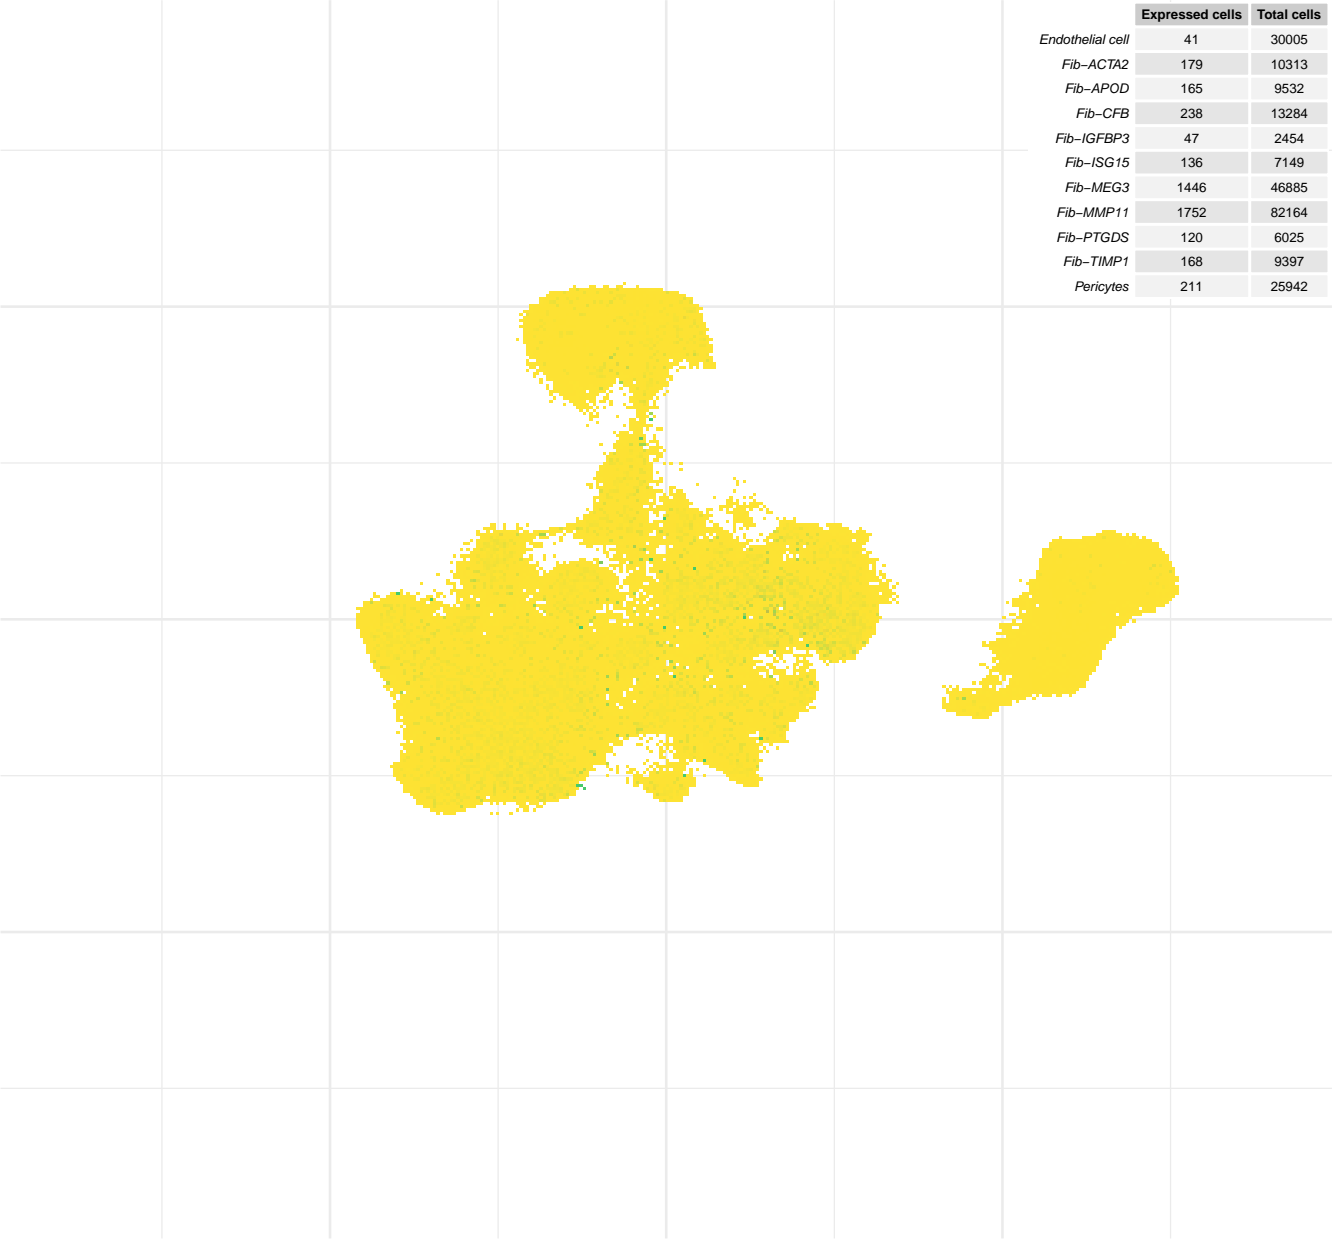 Expressed cells Total cells
Endothelial cell 41 30005
Fib−ACTA2 179 10313
Fib−APOD 165 9532
Fib−CFB 238 13284
Fib−IGFBP3 47 2454
Fib−ISG15 136 7149
Fib−MEG3 1446 46885
Fib−MMP11 1752 82164
Fib−PTGDS 120 6025
Fib−TIMP1 168 9397
Pericytes 211 25942